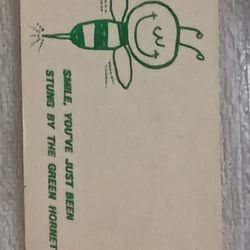 SMILE, YOU'VE JUST BEEN
STUNG BY THE GREEN HORNET